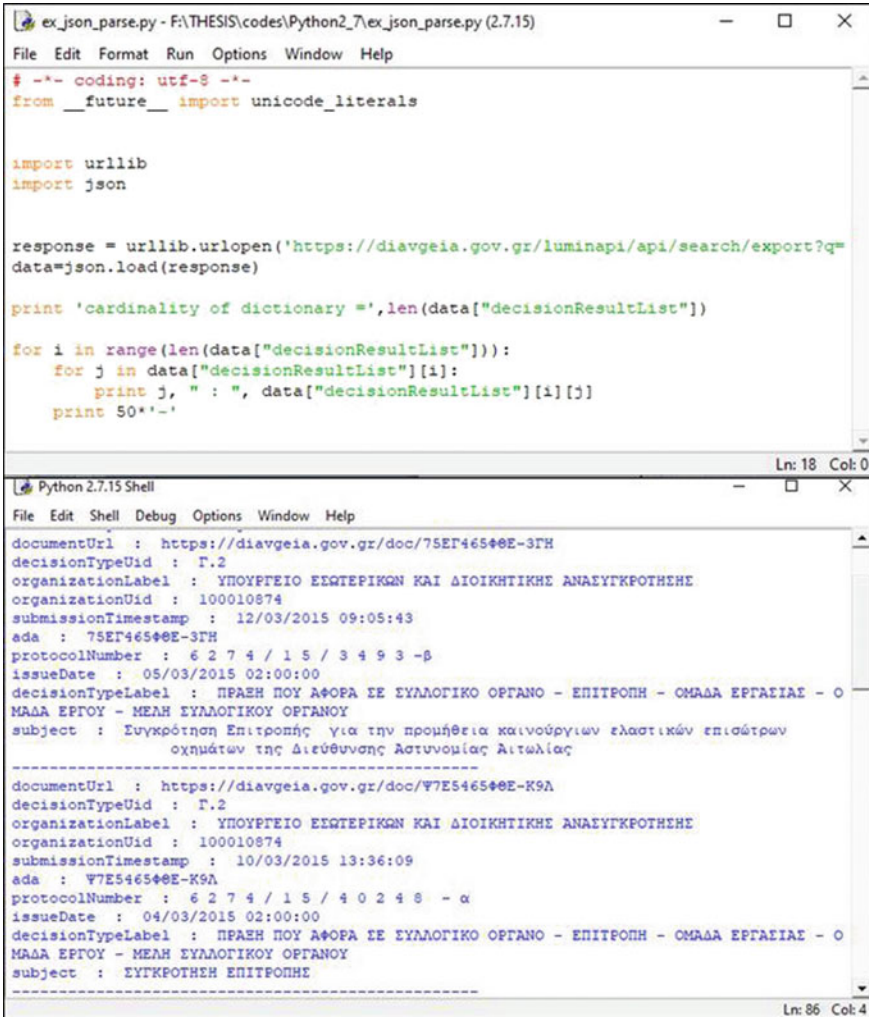 ex_json_parse.py - F:\THESIS\codes\Python2_7\ex_json_parse.py (2.7.15)
File Edit Format Run Options Window Help
# -*- coding: utf-8 -*-
from __future__ import unicode_literals
import urllib
import json
response = urllib.urlopen('https://diavgeia.gov.gr/luminapi/api/search/export?q=
data=json.load(response)
print 'cardinality of dictionary =',len(data["decisionResultList"])
for i in range(len(data["decisionResultList"])):
    for j in data["decisionResultList"][i]:
        print j, " : ", data["decisionResultList"][i][j]
    print 50*'-'
Ln: 18 Col: 0
Python 2.7.15 Shell
File Edit Shell Debug Options Window Help
documentUrl : https://diavgeia.gov.gr/doc/75ΕΓ465ΦΘΕ-3ΓΗ
decisionTypeUid : Γ.2
organizationLabel : ΥΠΟΥΡΓΕΙΟ ΕΣΩΤΕΡΙΚΩΝ ΚΑΙ ΔΙΟΙΚΗΤΙΚΗΣ ΑΝΑΣΥΓΚΡΟΤΗΣΗΣ
organizationUid : 100010874
submissionTimestamp : 12/03/2015 09:05:43
ada : 75ΕΓ465ΦΘΕ-3ΓΗ
protocolNumber : 6 2 7 4 / 1 5 / 3 4 9 3 -β
issueDate : 05/03/2015 02:00:00
decisionTypeLabel : ΠΡΑΞΗ ΠΟΥ ΑΦΟΡΑ ΣΕ ΣΥΛΛΟΓΙΚΟ ΟΡΓΑΝΟ - ΕΠΙΤΡΟΠΗ - ΟΜΑΔΑ ΕΡΓΑΣΙΑΣ - Ο
ΜΑΔΑ ΕΡΓΟΥ - ΜΕΛΗ ΣΥΛΛΟΓΙΚΟΥ ΟΡΓΑΝΟΥ
subject : Συγκρότηση Επιτροπής για την προμήθεια καινούργιων ελαστικών επισώτρων
οχημάτων της Διεύθυνσης Αστυνομίας Αιτωλίας
--------------------------------------------------
documentUrl : https://diavgeia.gov.gr/doc/Ψ7Ε5465ΦΘΕ-Κ9Λ
decisionTypeUid : Γ.2
organizationLabel : ΥΠΟΥΡΓΕΙΟ ΕΣΩΤΕΡΙΚΩΝ ΚΑΙ ΔΙΟΙΚΗΤΙΚΗΣ ΑΝΑΣΥΓΚΡΟΤΗΣΗΣ
organizationUid : 100010874
submissionTimestamp : 10/03/2015 13:36:09
ada : Ψ7Ε5465ΦΘΕ-Κ9Λ
protocolNumber : 6 2 7 4 / 1 5 / 4 0 2 4 8 - α
issueDate : 04/03/2015 02:00:00
decisionTypeLabel : ΠΡΑΞΗ ΠΟΥ ΑΦΟΡΑ ΣΕ ΣΥΛΛΟΓΙΚΟ ΟΡΓΑΝΟ - ΕΠΙΤΡΟΠΗ - ΟΜΑΔΑ ΕΡΓΑΣΙΑΣ - Ο
ΜΑΔΑ ΕΡΓΟΥ - ΜΕΛΗ ΣΥΛΛΟΓΙΚΟΥ ΟΡΓΑΝΟΥ
subject : ΣΥΓΚΡΟΤΗΣΗ ΕΠΙΤΡΟΠΗΣ
--------------------------------------------------
Ln: 86 Col: 4